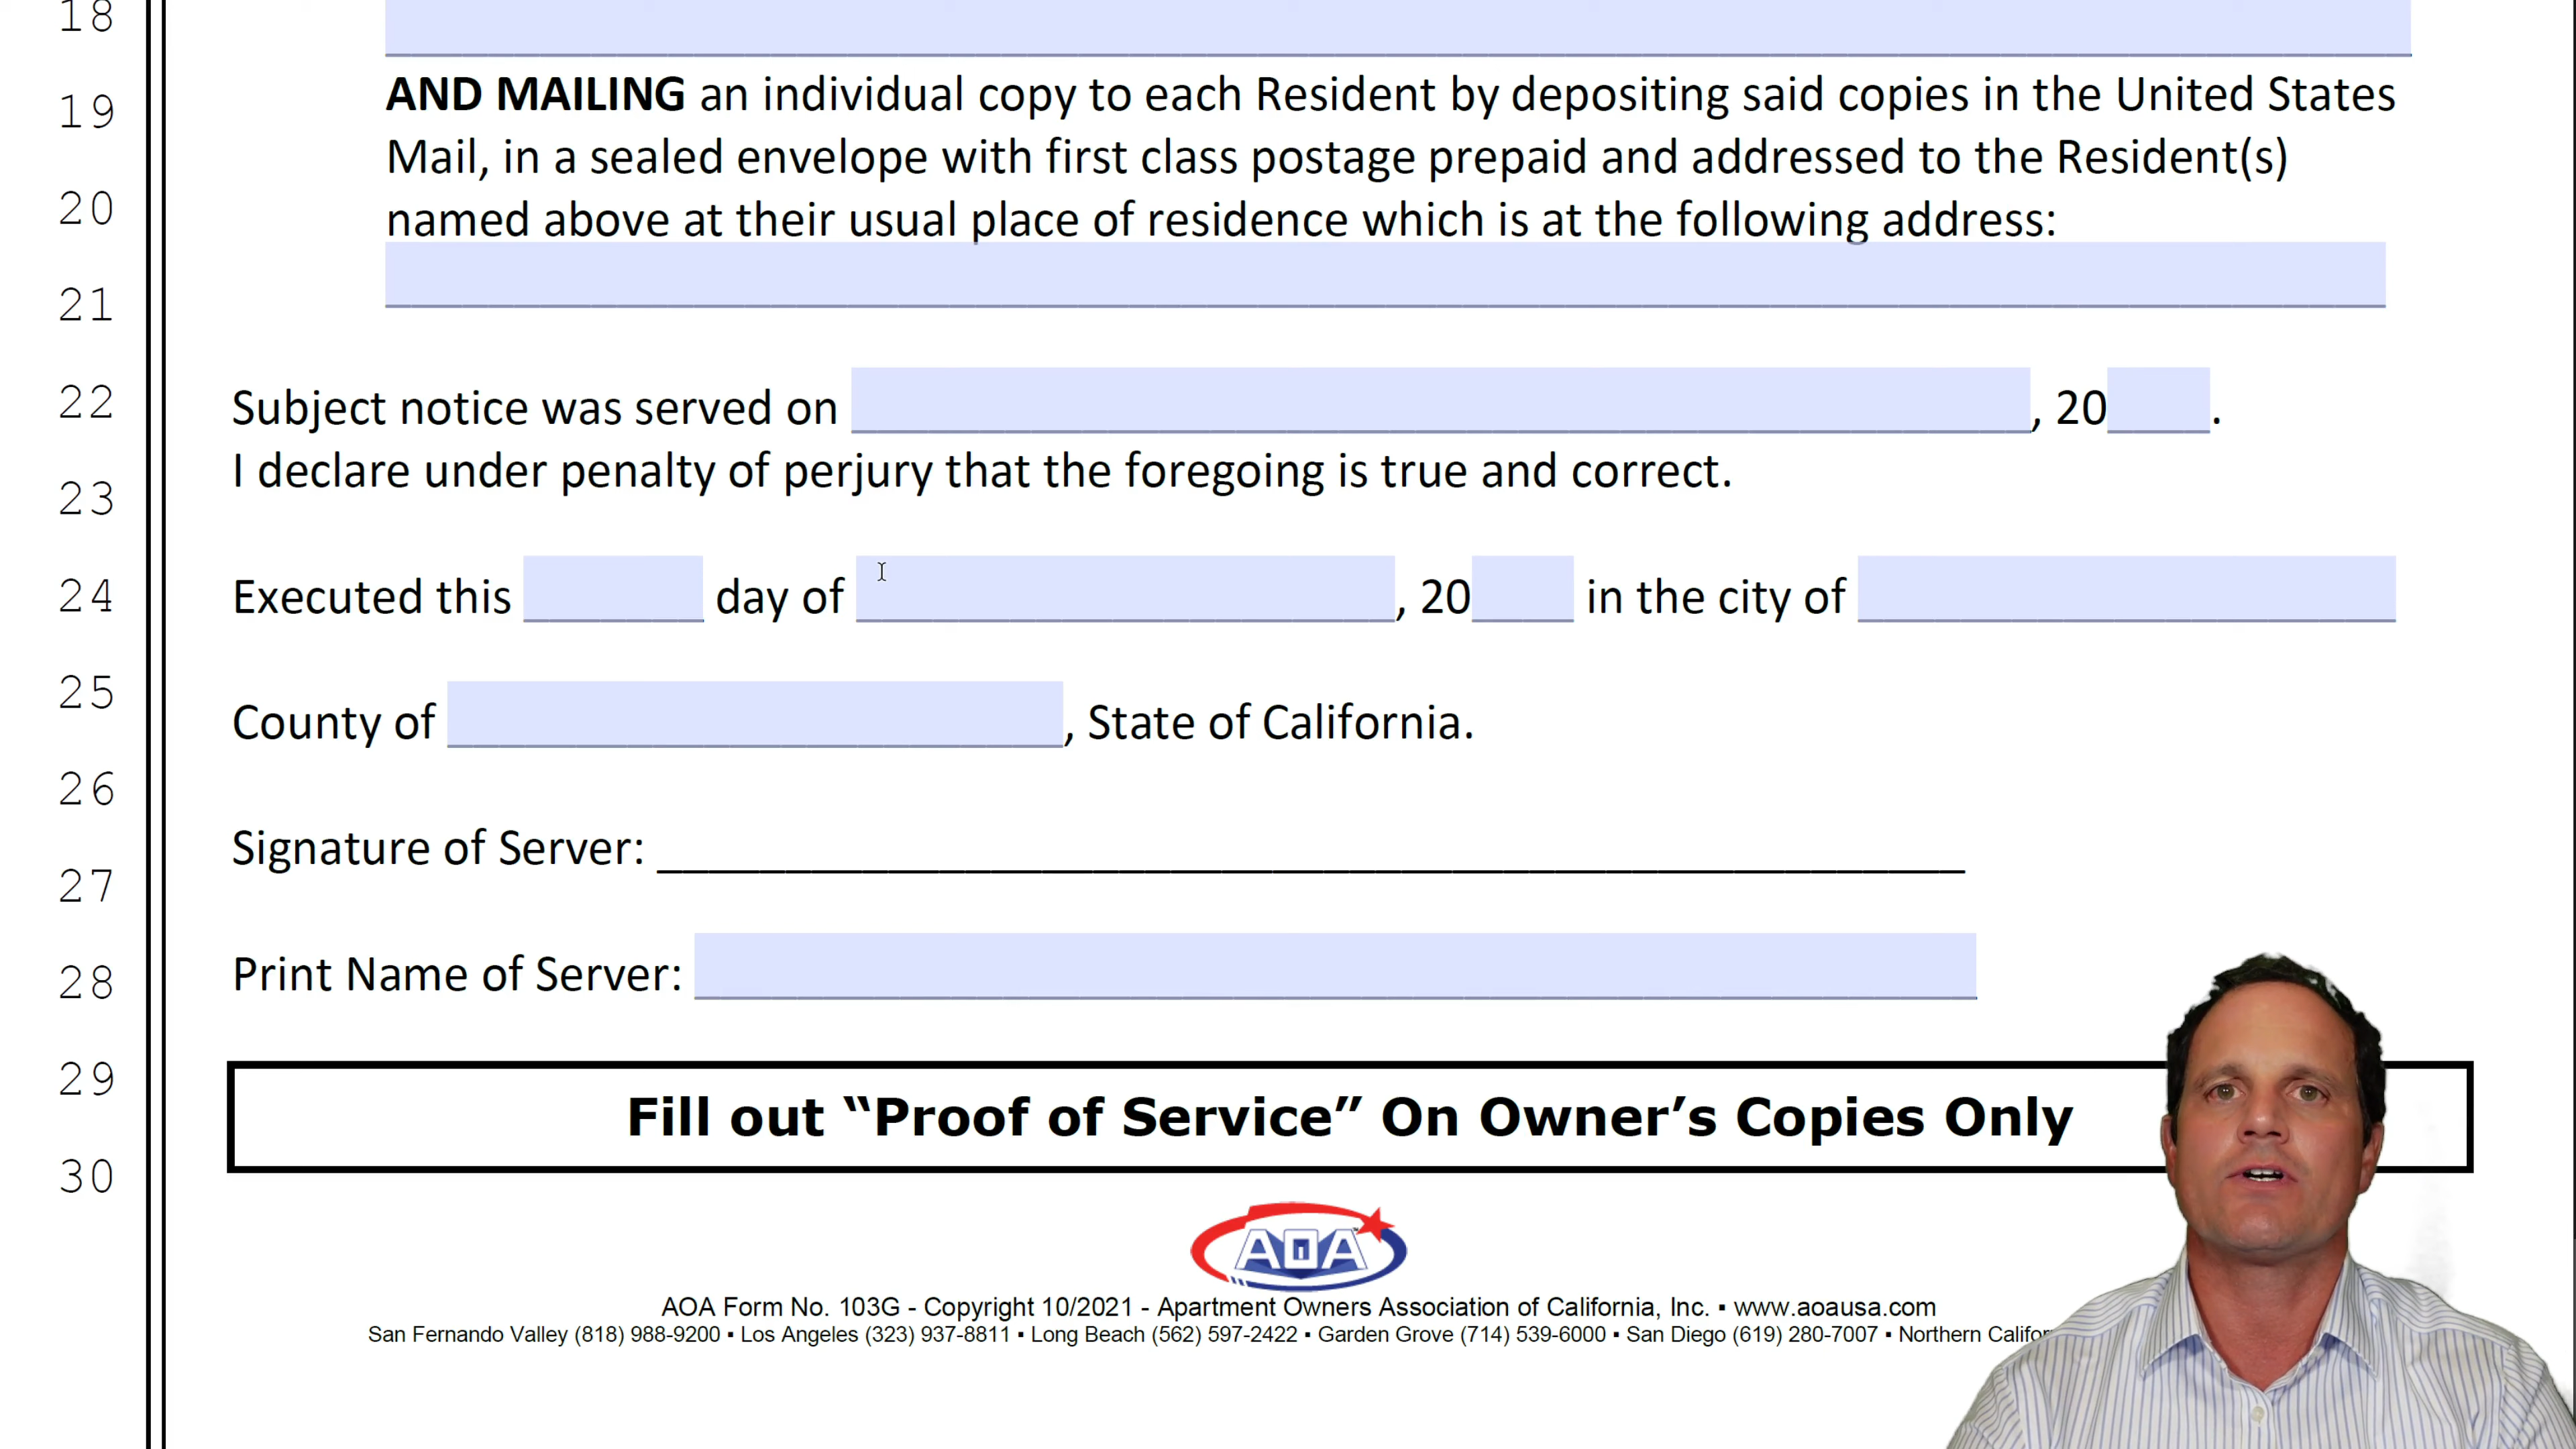 18
19 AND MAILING an individual copy to each Resident by depositing said copies in the United States
Mail, in a sealed envelope with first class postage prepaid and addressed to the Resident(s)
20 named above at their usual place of residence which is at the following address:
21
22 Subject notice was served on , 20 .
23 I declare under penalty of perjury that the foregoing is true and correct.
24 Executed this day of , 20 in the city of
25 County of , State of California.
26
27 Signature of Server:
28 Print Name of Server:
29 Fill out “Proof of Service” On Owner’s Copies Only
30
AOA
AOA Form No. 103G - Copyright 10/2021 - Apartment Owners Association of California, Inc. ▪ www.aoausa.com
San Fernando Valley (818) 988-9200 ▪ Los Angeles (323) 937-8811 ▪ Long Beach (562) 597-2422 ▪ Garden Grove (714) 539-6000 ▪ San Diego (619) 280-7007 ▪ Northern